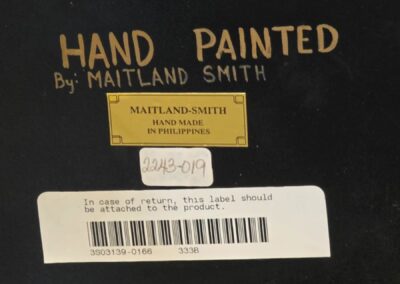 HAND PAINTED
By: MAITLAND SMITH
MAITLAND-SMITH
HAND MADE
IN PHILIPPINES
2243-019
In case of return, this label should
be attached to the product.
3S03139-0166 333B